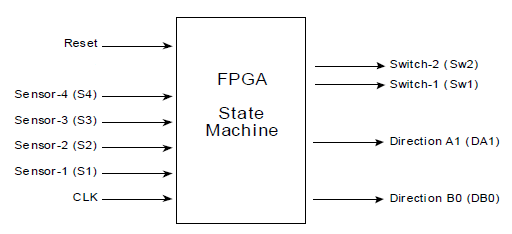 Reset
FPGA
State
Machine
Sensor-4 (S4)
Sensor-3 (S3)
Sensor-2 (S2)
Sensor-1 (S1)
CLK
Switch-2 (Sw2)
Switch-1 (Sw1)
Direction A1 (DA1)
Direction B0 (DB0)